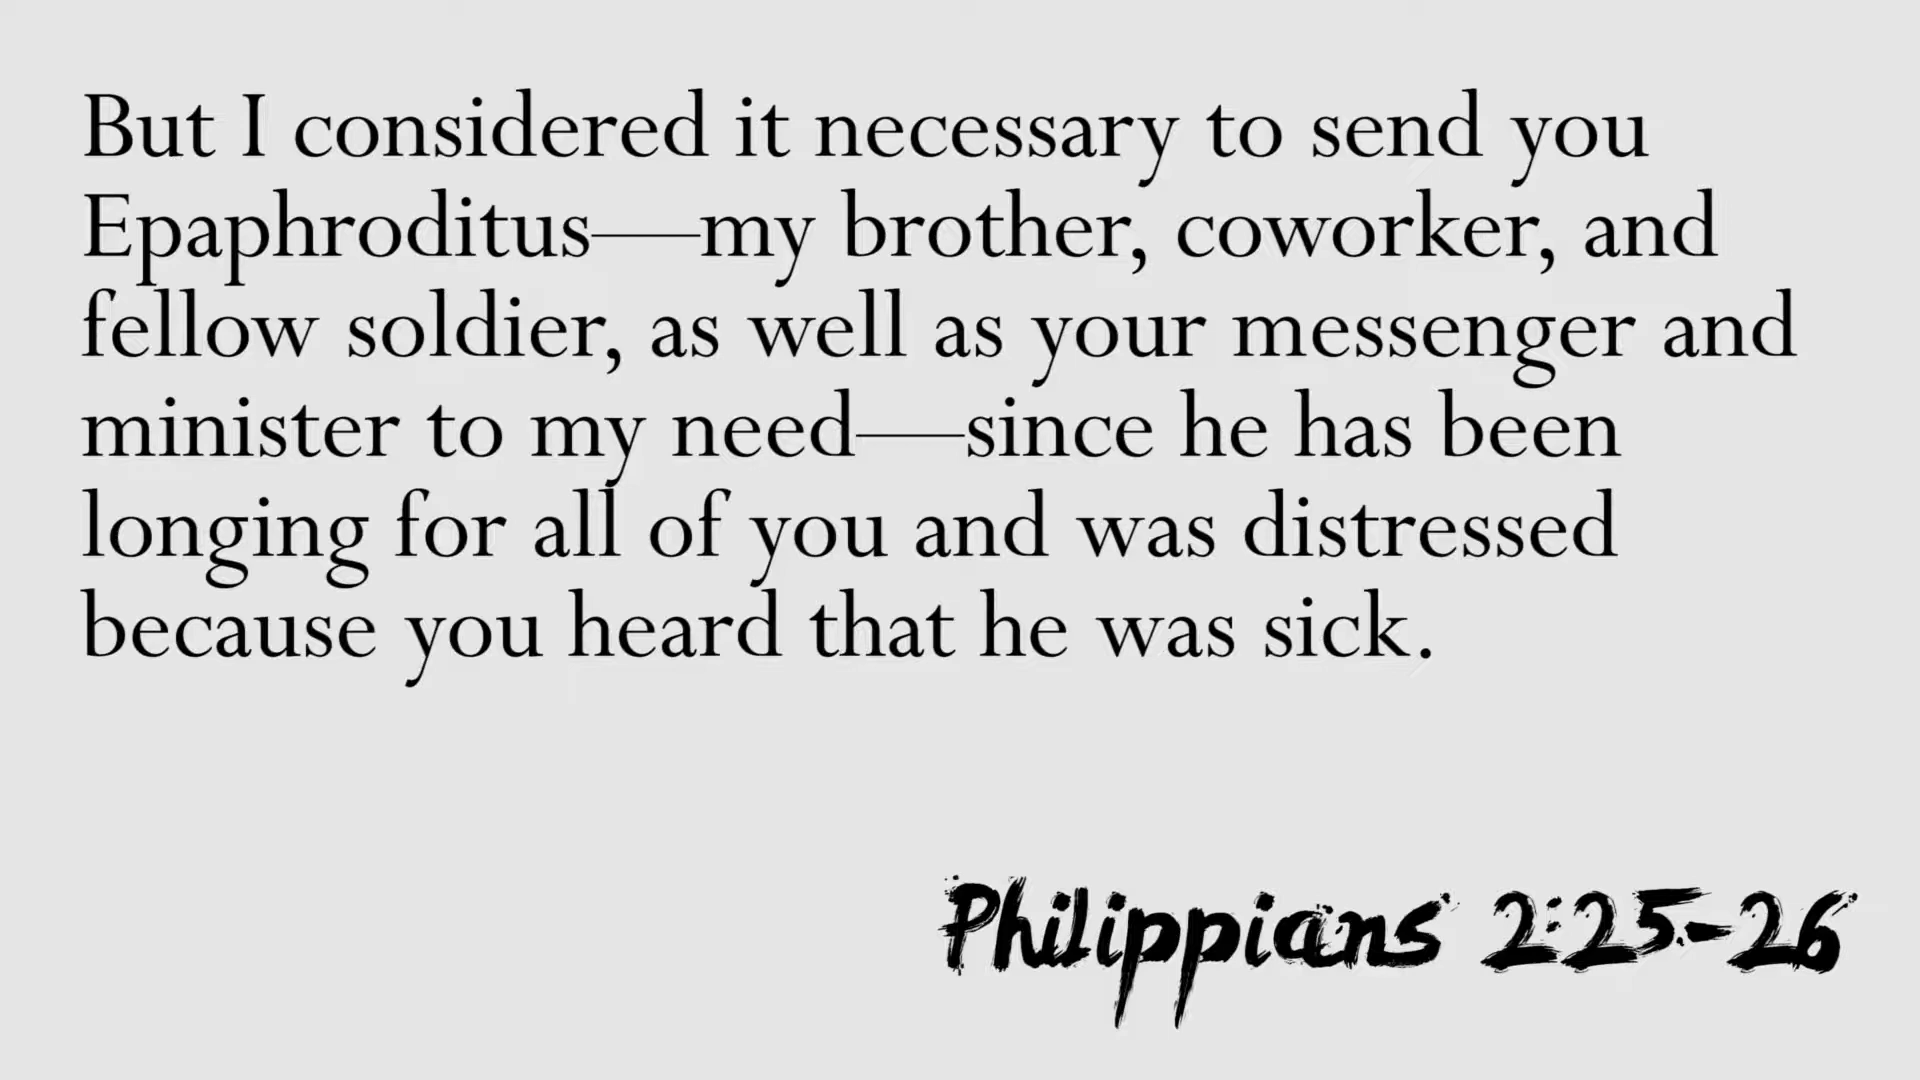 But I considered it necessary to send you
Epaphroditus—my brother, coworker, and
fellow soldier, as well as your messenger and
minister to my need—since he has been
longing for all of you and was distressed
because you heard that he was sick.
Philippians 2:25-26